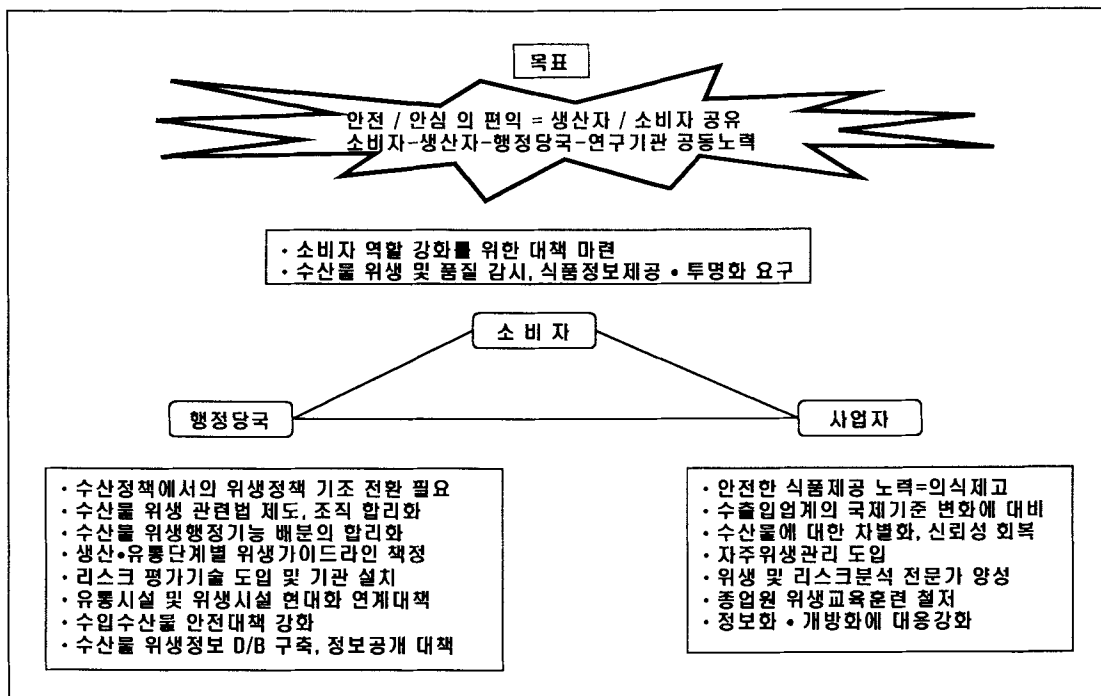 목표
안전 / 안심 의 편익 = 생산자 / 소비자 공유
소비자-생산자-행정당국-연구기관 공동노력
· 소비자 역할 강화를 위한 대책 마련
· 수산물 위생 및 품질 감시, 식품정보제공 • 투명화 요구
소 비 자
행정당국
사업자
· 수산정책에서의 위생정책 기조 전환 필요
· 수산물 위생 관련법 제도, 조직 합리화
· 수산물 위생행정기능 배분의 합리화
· 생산•유통단계별 위생가이드라인 책정
· 리스크 평가기술 도입 및 기관 설치
· 유통시설 및 위생시설 현대화 연계대책
· 수입수산물 안전대책 강화
· 수산물 위생정보 D/B 구축, 정보공개 대책
· 안전한 식품제공 노력=의식제고
· 수출입업계의 국제기준 변화에 대비
· 수산물에 대한 차별화, 신뢰성 회복
· 자주위생관리 도입
· 위생 및 리스크분석 전문가 양성
· 종업원 위생교육훈련 철저
· 정보화 • 개방화에 대응강화